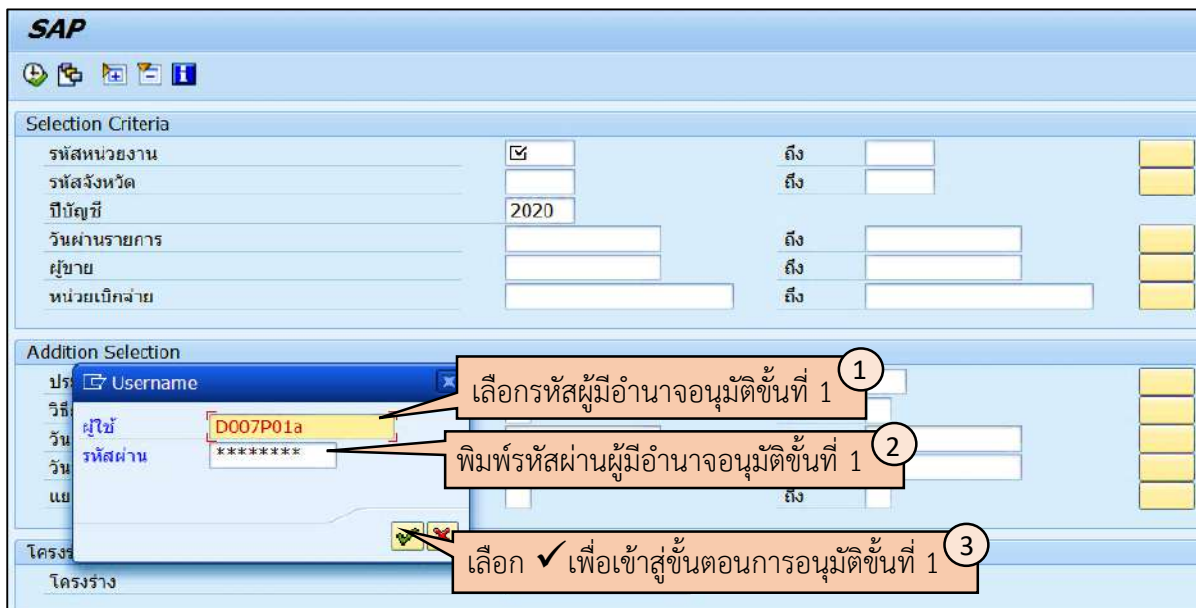 SAP
Selection Criteria
รหัสหน่วยงาน ถึง
รหัสจังหวัด ถึง
ปีบัญชี 2020
วันผ่านรายการ ถึง
ผู้ขาย ถึง
หน่วยเบิกจ่าย ถึง
Addition Selection
Username
ผู้ใช้ D007P01a
รหัสผ่าน ********
เลือกรหัสผู้มีอำนาจอนุมัติขั้นที่ 1 1
พิมพ์รหัสผ่านผู้มีอำนาจอนุมัติขั้นที่ 1 2
ถึง
เลือก ✓ เพื่อเข้าสู่ขั้นตอนการอนุมัติขั้นที่ 1 3
โครงร่าง